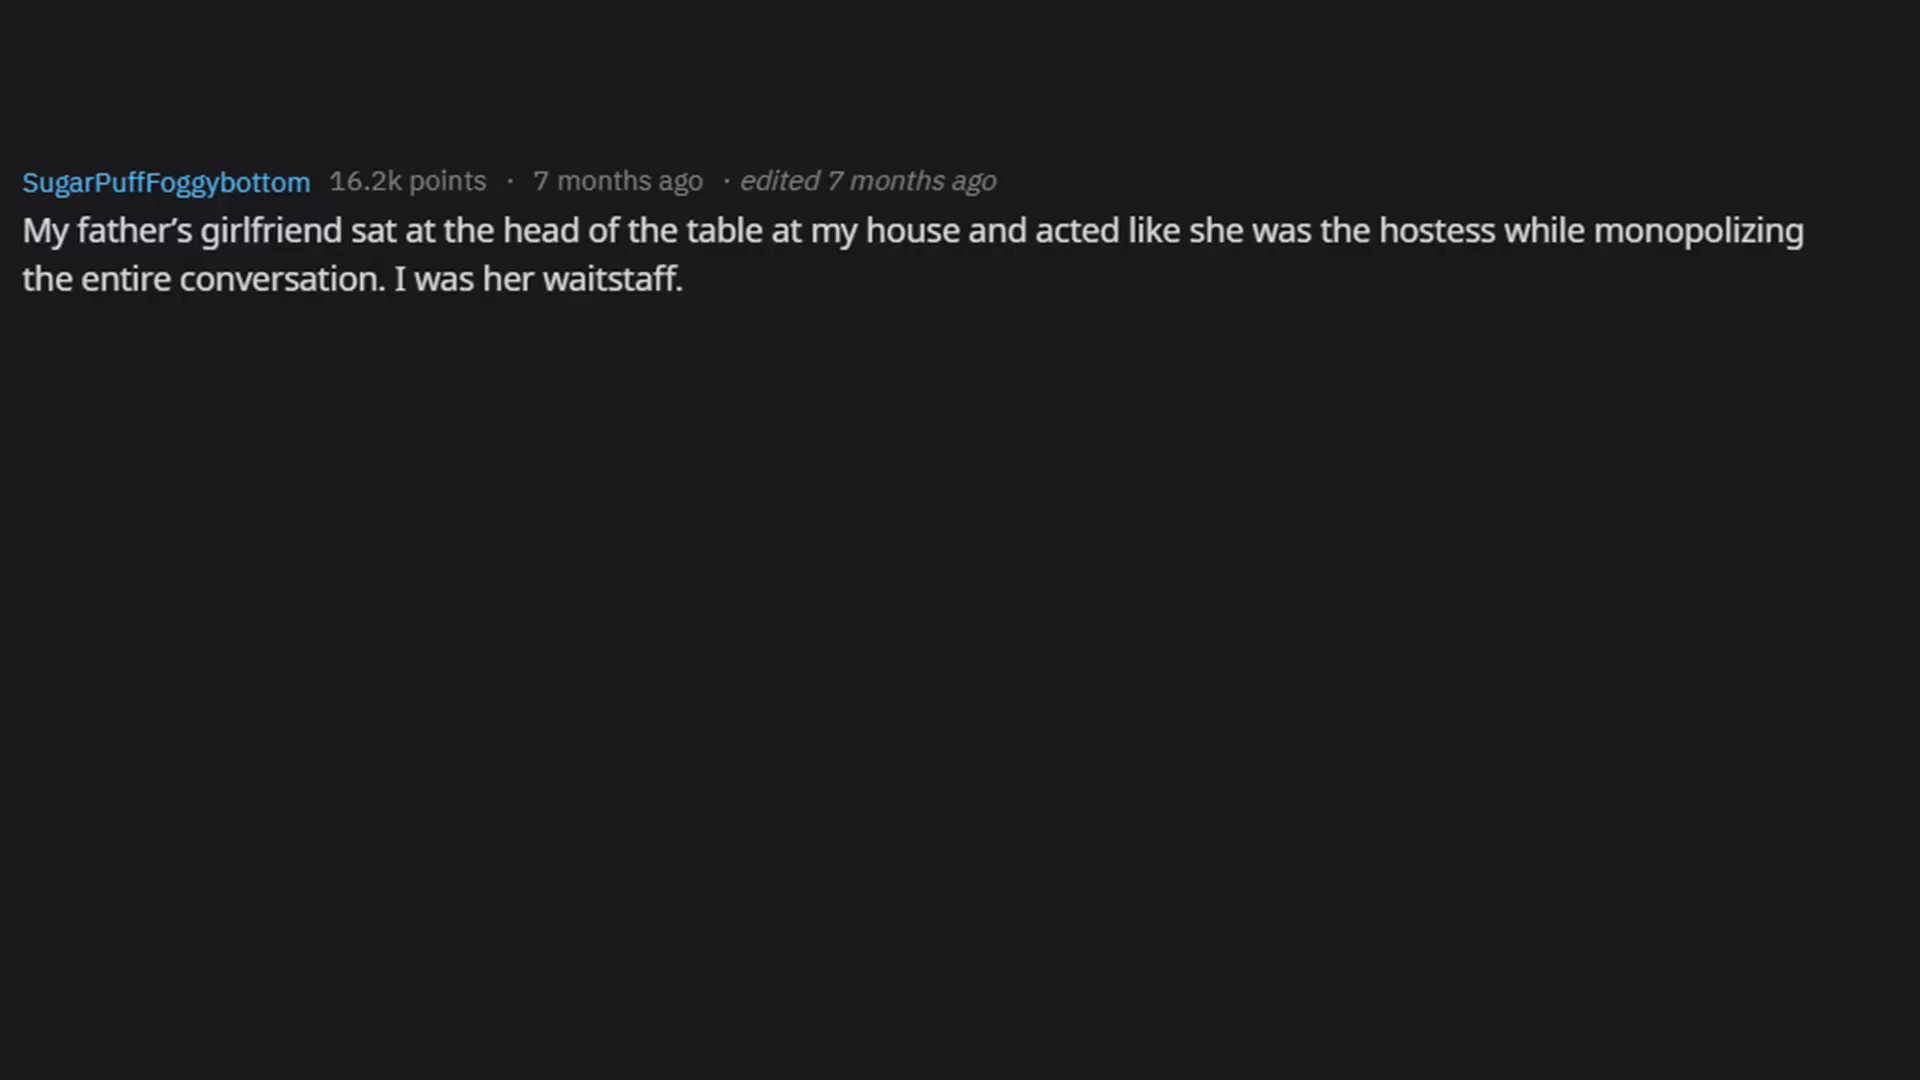 SugarPuffFoggybottom 16.2k points · 7 months ago · edited 7 months ago
My father’s girlfriend sat at the head of the table at my house and acted like she was the hostess while monopolizing
the entire conversation. I was her waitstaff.